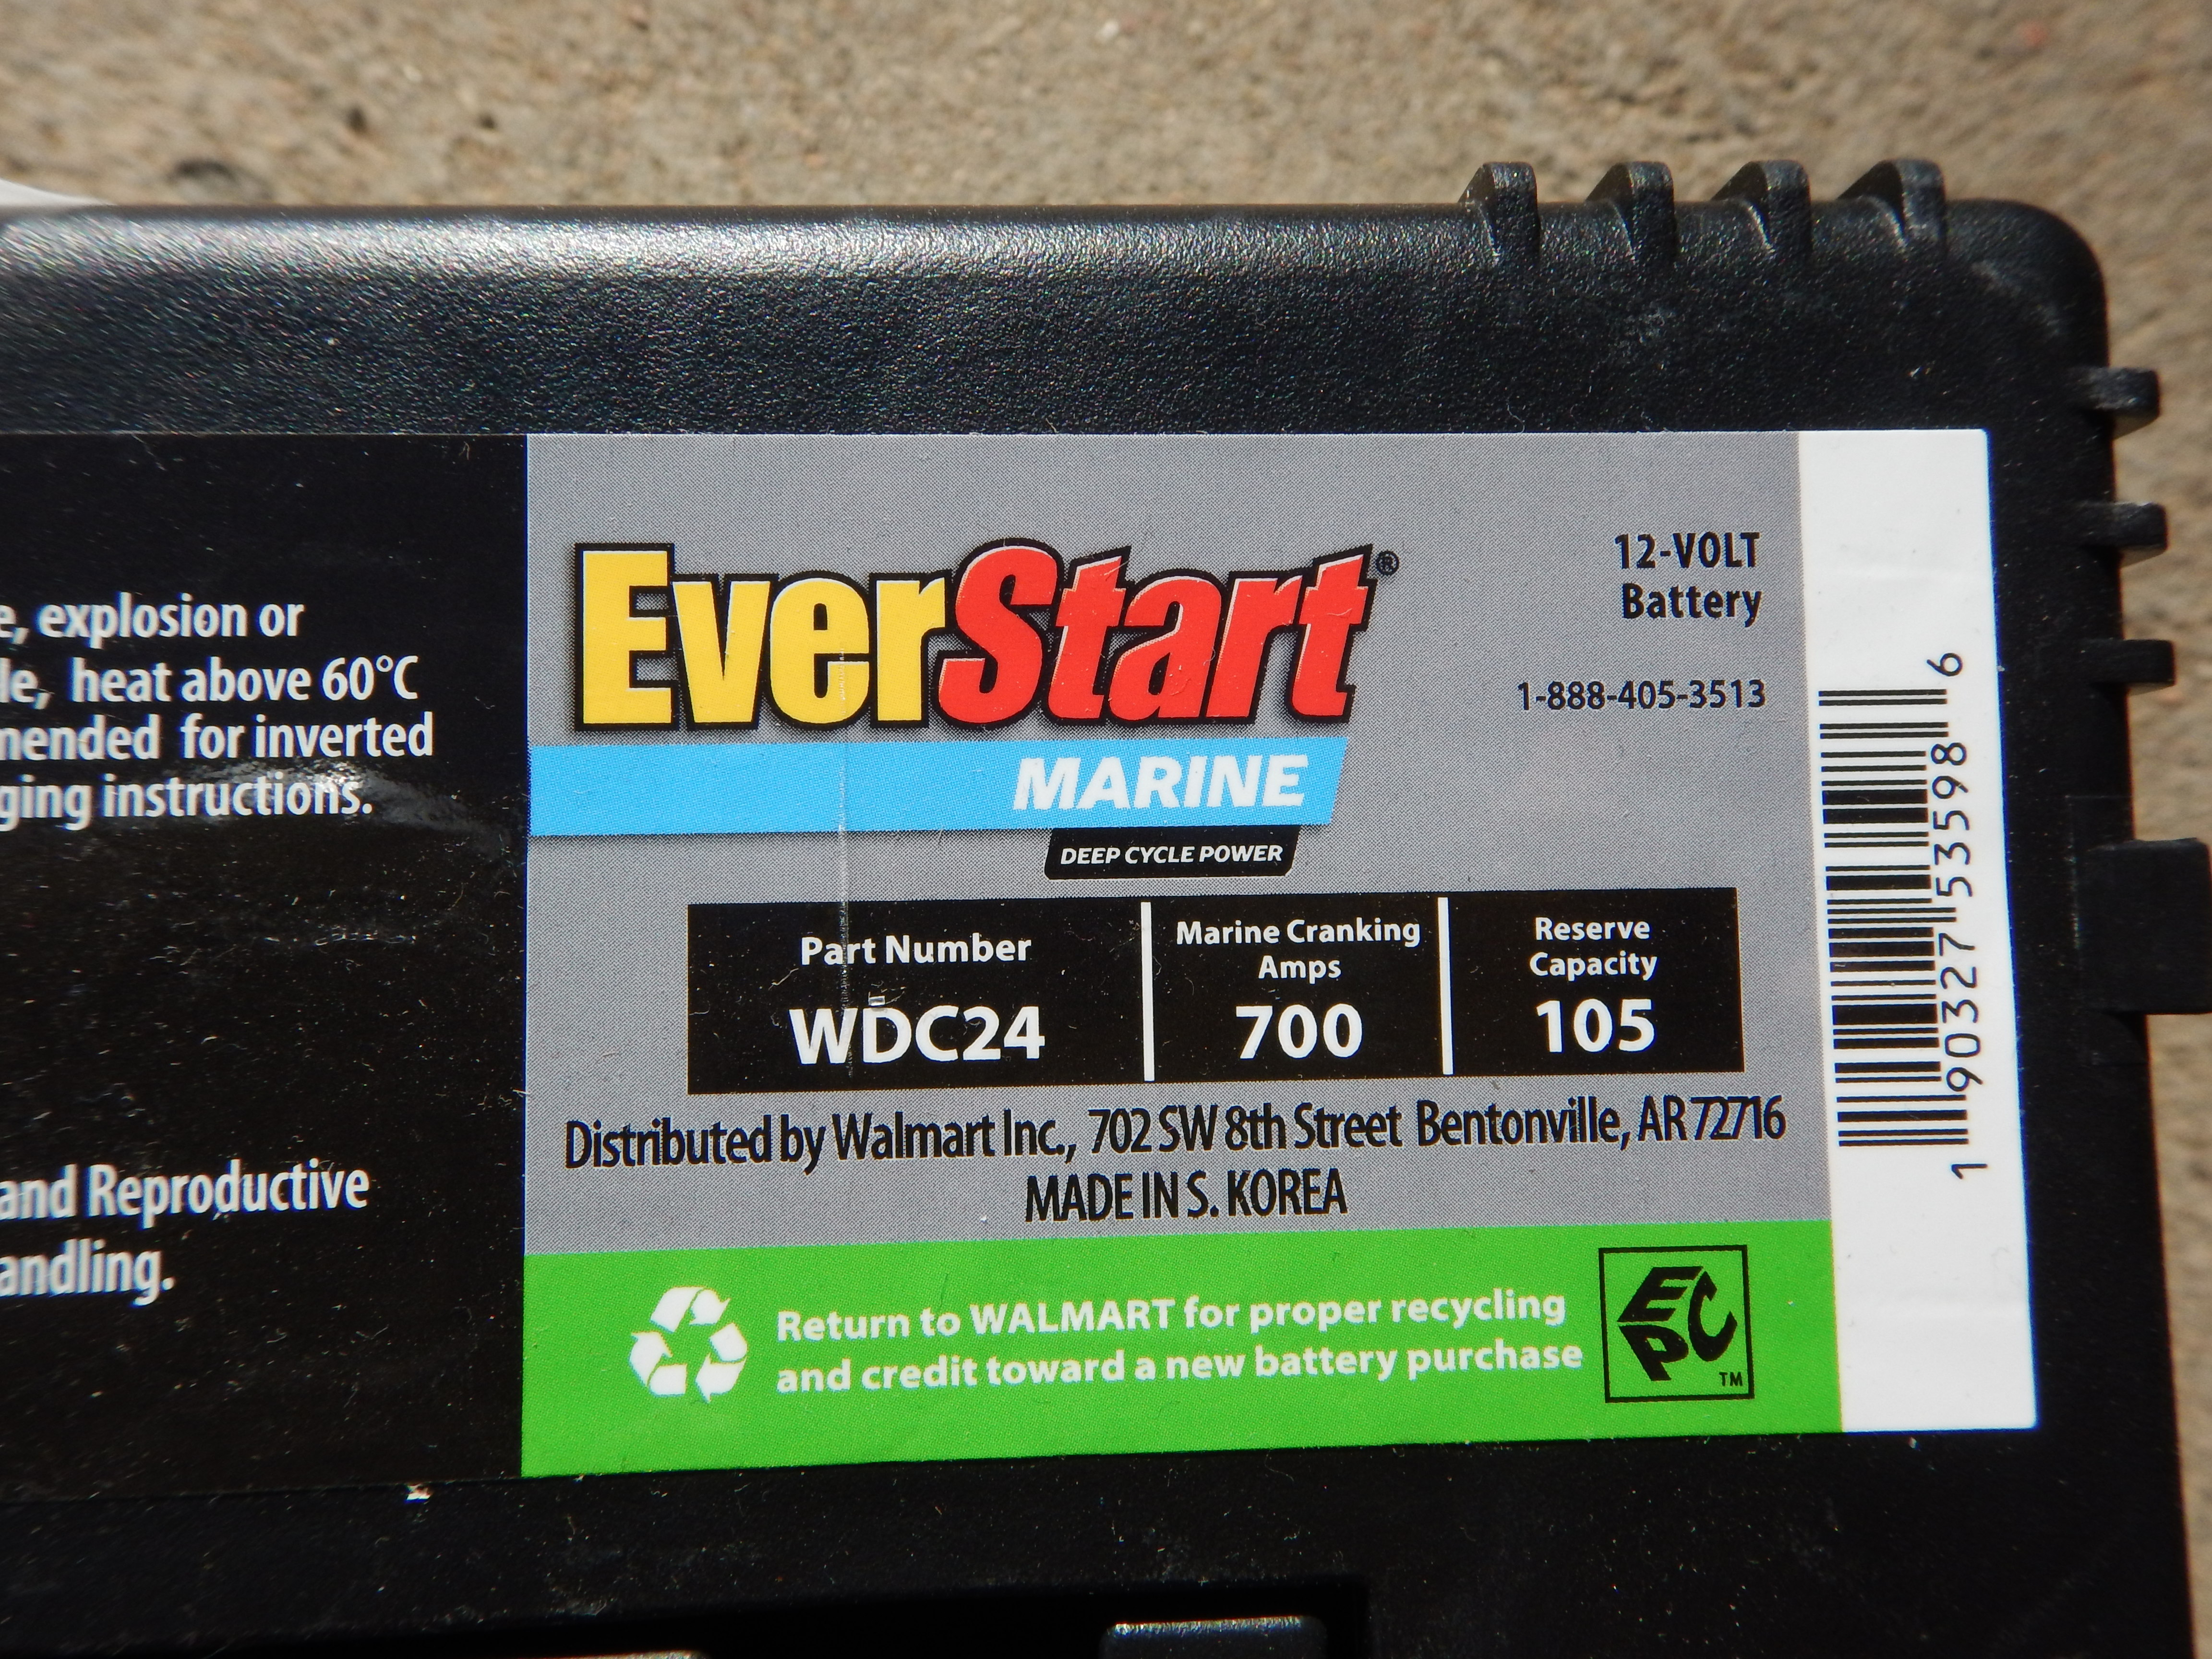 e, explosion or
le, heat above 60°C
mended for inverted
ging instructions.
and Reproductive
andling.
EverStart®
MARINE
DEEP CYCLE POWER
12-VOLT
Battery
1-888-405-3513
Part Number
WDC24
Marine Cranking
Amps
700
Reserve
Capacity
105
Distributed by Walmart Inc., 702 SW 8th Street Bentonville, AR 72716
MADE IN S. KOREA
Return to WALMART for proper recycling
and credit toward a new battery purchase
EPC
TM
1 90327 53598 6